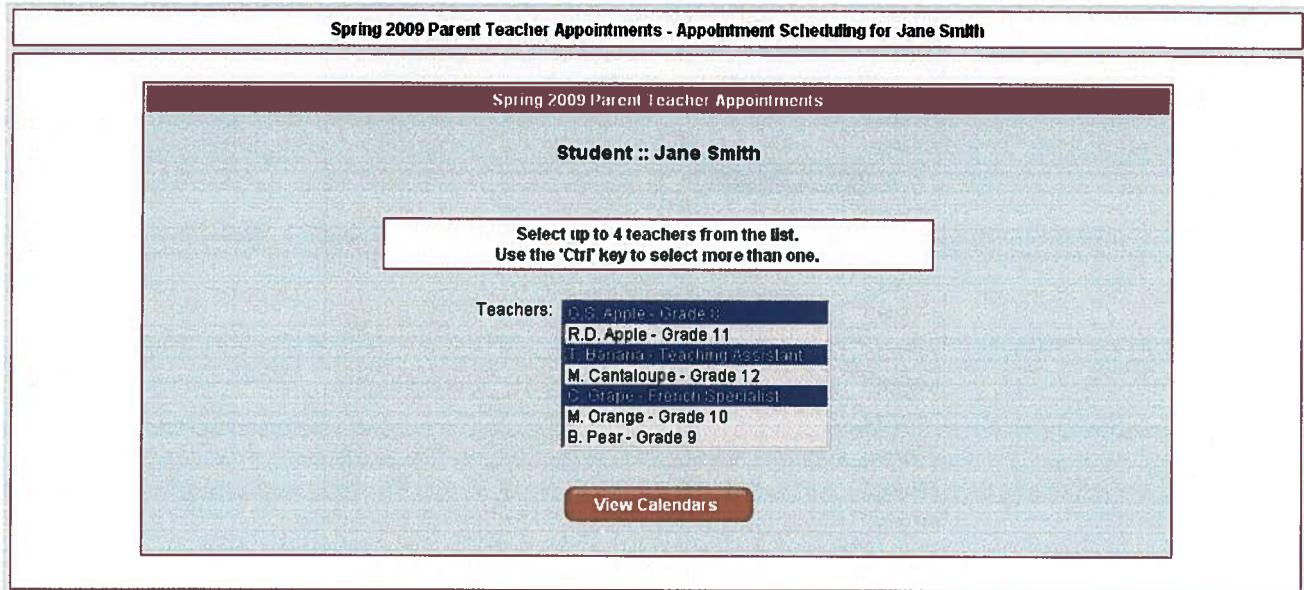 Spring 2009 Parent Teacher Appointments - Appointment Scheduling for Jane Smith
Spring 2009 Parent Teacher Appointments
Student :: Jane Smith
Select up to 4 teachers from the list.
Use the 'Ctrl' key to select more than one.
Teachers:
Apple - Grade 8
R.D. Apple - Grade 11
T. Banana - Teaching Assistant
M. Cantaloupe - Grade 12
C. Grape - French Specialist
M. Orange - Grade 10
B. Pear - Grade 9
View Calendars